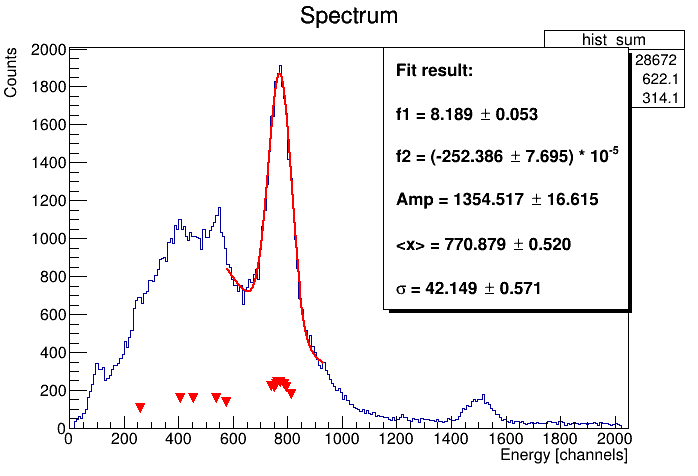 Spectrum
hist_sum
28672
622.1
314.1
Fit result:
f1 = 8.189 ± 0.053
f2 = (-252.386 ± 7.695) * 10-5
Amp = 1354.517 ± 16.615
<x> = 770.879 ± 0.520
σ = 42.149 ± 0.571
Counts
2000
1800
1600
1400
1200
1000
800
600
400
200
0
0 200 400 600 800 1000 1200 1400 1600 1800 2000
Energy [channels]